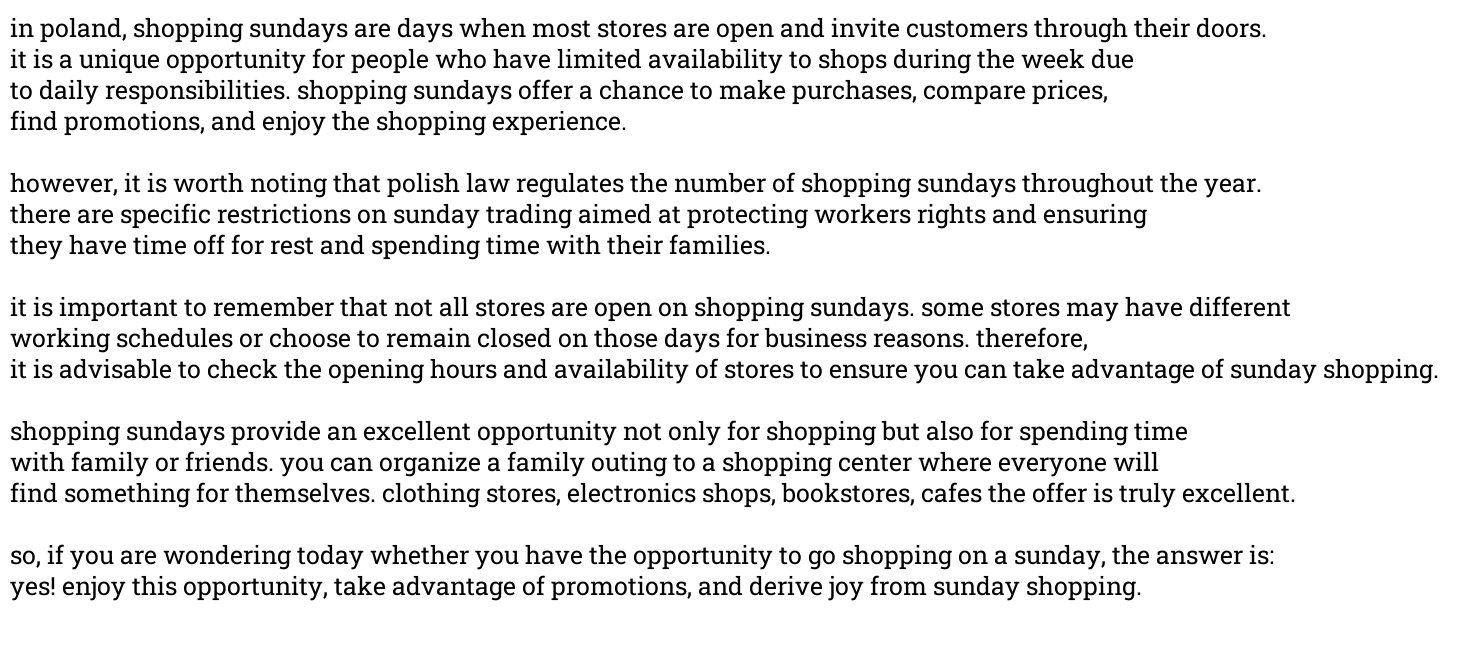 in poland, shopping sundays are days when most stores are open and invite customers through their doors.
it is a unique opportunity for people who have limited availability to shops during the week due
to daily responsibilities. shopping sundays offer a chance to make purchases, compare prices,
find promotions, and enjoy the shopping experience.

however, it is worth noting that polish law regulates the number of shopping sundays throughout the year.
there are specific restrictions on sunday trading aimed at protecting workers rights and ensuring
they have time off for rest and spending time with their families.

it is important to remember that not all stores are open on shopping sundays. some stores may have different
working schedules or choose to remain closed on those days for business reasons. therefore,
it is advisable to check the opening hours and availability of stores to ensure you can take advantage of sunday shopping.

shopping sundays provide an excellent opportunity not only for shopping but also for spending time
with family or friends. you can organize a family outing to a shopping center where everyone will
find something for themselves. clothing stores, electronics shops, bookstores, cafes the offer is truly excellent.

so, if you are wondering today whether you have the opportunity to go shopping on a sunday, the answer is:
yes! enjoy this opportunity, take advantage of promotions, and derive joy from sunday shopping.